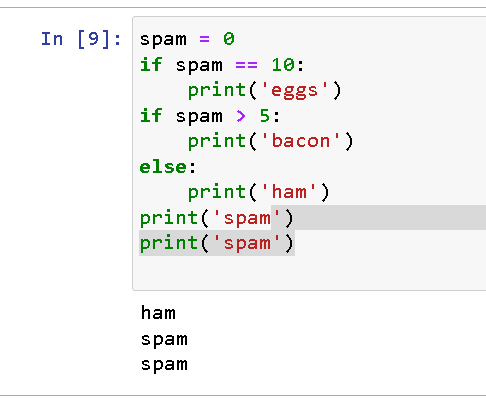 In [9]: spam = 0
if spam == 10:
    print('eggs')
if spam > 5:
    print('bacon')
else:
    print('ham')
print('spam')
print('spam')
ham
spam
spam